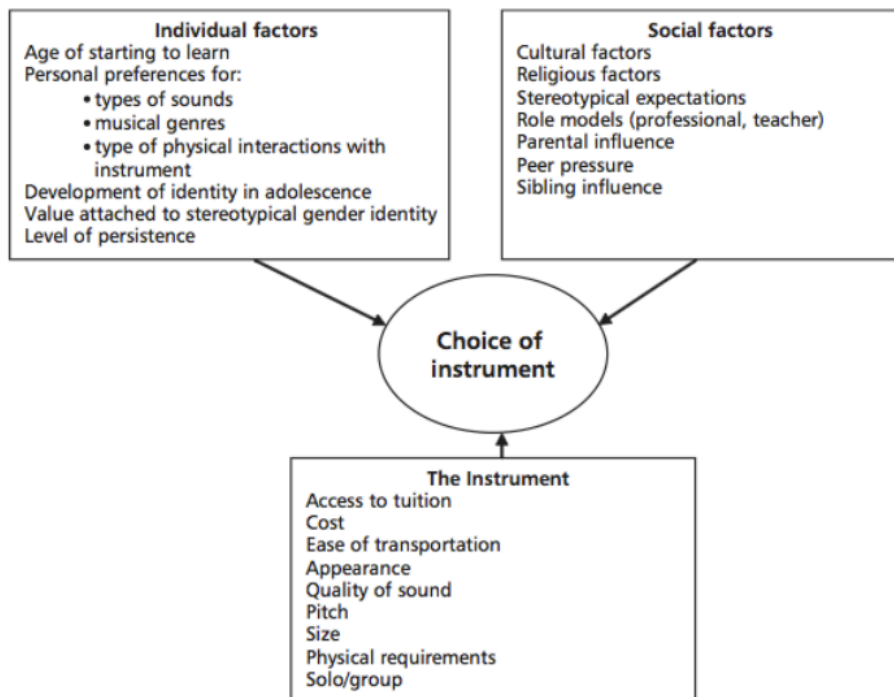 Individual factors
Age of starting to learn
Personal preferences for:
• types of sounds
• musical genres
• type of physical interactions with
instrument
Development of identity in adolescence
Value attached to stereotypical gender identity
Level of persistence
Social factors
Cultural factors
Religious factors
Stereotypical expectations
Role models (professional, teacher)
Parental influence
Peer pressure
Sibling influence
Choice of
instrument
The Instrument
Access to tuition
Cost
Ease of transportation
Appearance
Quality of sound
Pitch
Size
Physical requirements
Solo/group